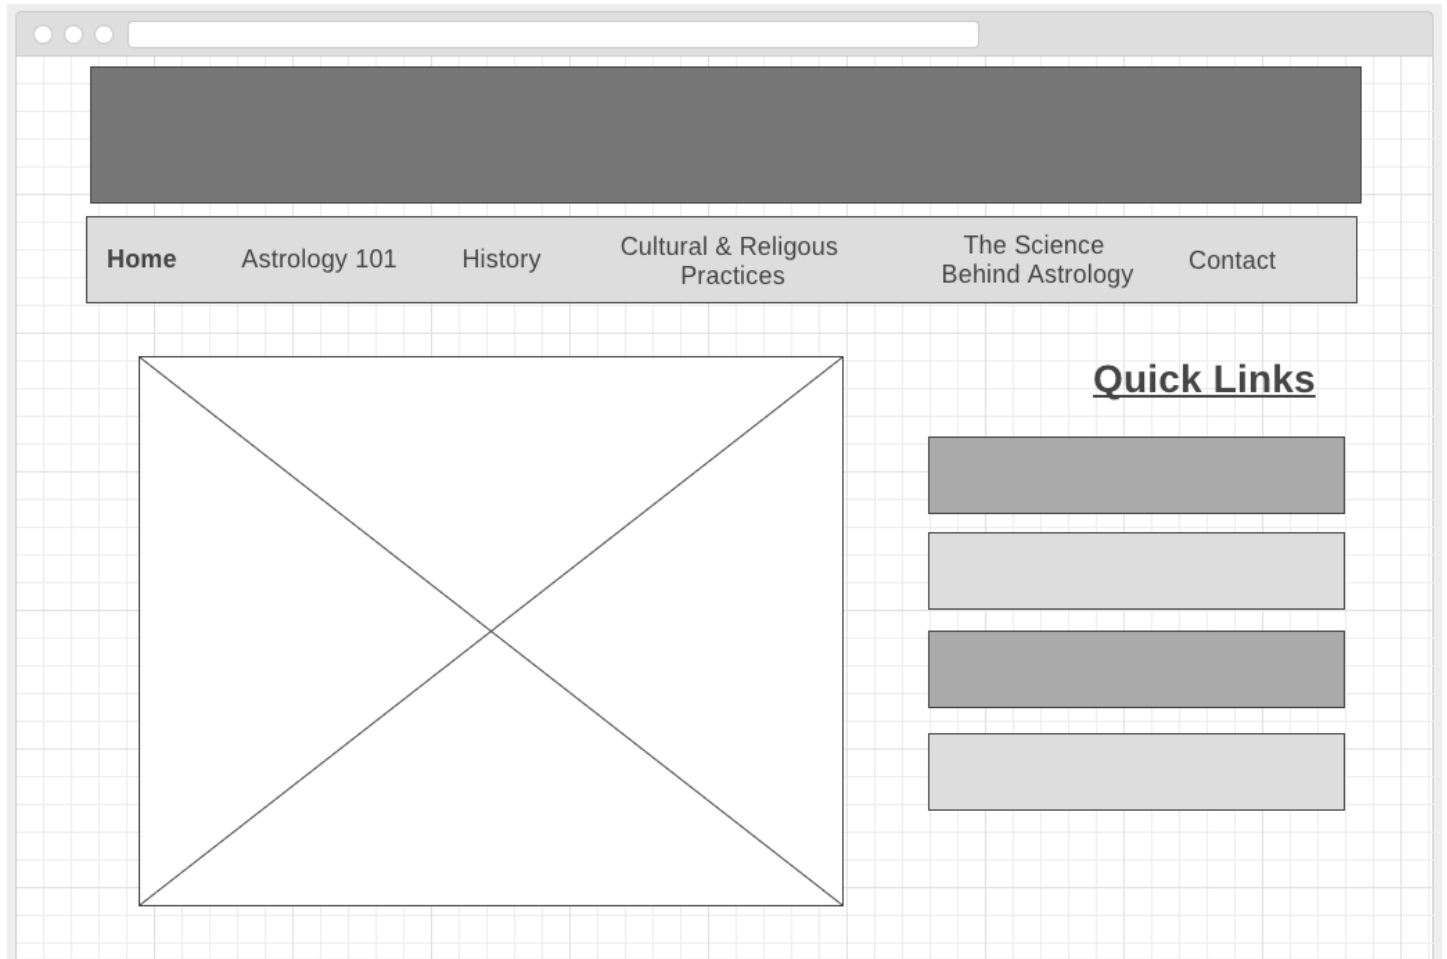 Home
Astrology 101
History
Cultural & Religous
Practices
The Science
Behind Astrology
Contact
Quick Links